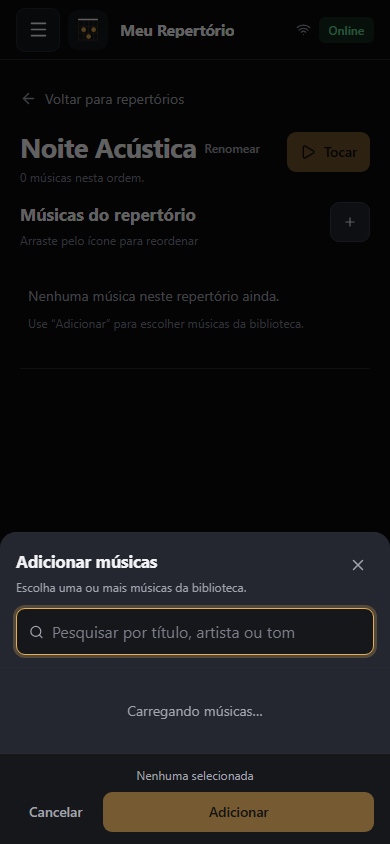 Meu Repertório
Online
Voltar para repertórios
Noite Acústica Renomear
Tocar
0 músicas nesta ordem.
Músicas do repertório
Arraste pelo ícone para reordenar
Nenhuma música neste repertório ainda.
Use "Adicionar" para escolher músicas da biblioteca.
Adicionar músicas
Escolha uma ou mais músicas da biblioteca.
Pesquisar por título, artista ou tom
Carregando músicas...
Nenhuma selecionada
Cancelar
Adicionar